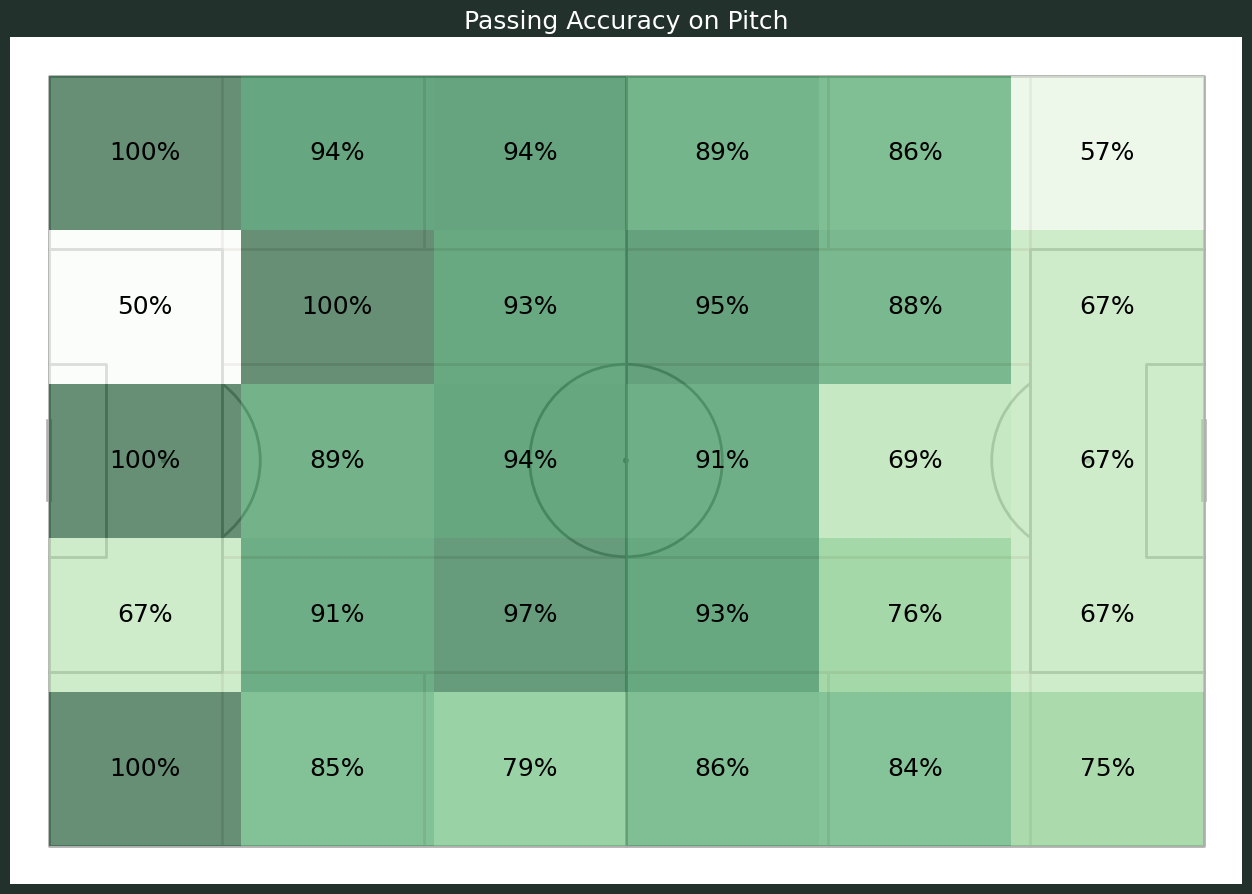 Passing Accuracy on Pitch
100% 94% 94% 89% 86% 57%
50% 100% 93% 95% 88% 67%
100% 89% 94% 91% 69% 67%
67% 91% 97% 93% 76% 67%
100% 85% 79% 86% 84% 75%